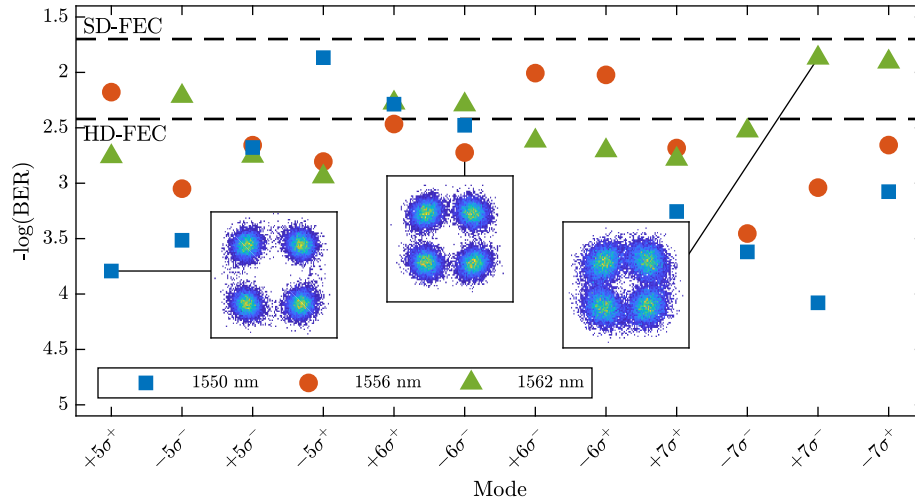 1.5
2
2.5
3
3.5
4
4.5
5
-log(BER)
SD-FEC
HD-FEC
1550 nm
1556 nm
1562 nm
+5σ⁺
−5σ⁻
+5σ⁻
−5σ⁺
+6σ⁺
−6σ⁻
+6σ⁻
−6σ⁺
+7σ⁺
−7σ⁻
+7σ⁻
−7σ⁺
Mode